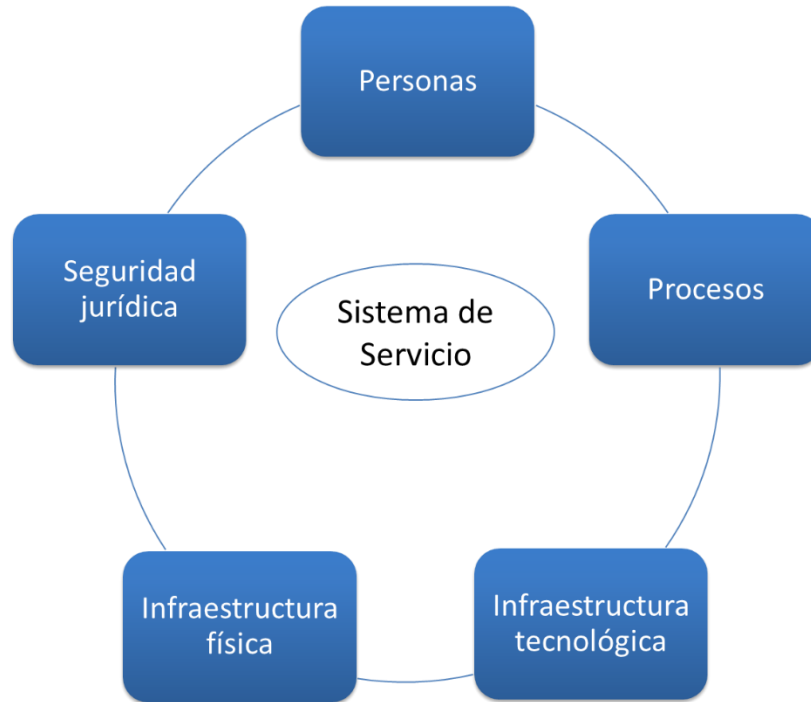 Personas
Procesos
Infraestructura
tecnológica
Infraestructura
física
Seguridad
jurídica
Sistema de
Servicio